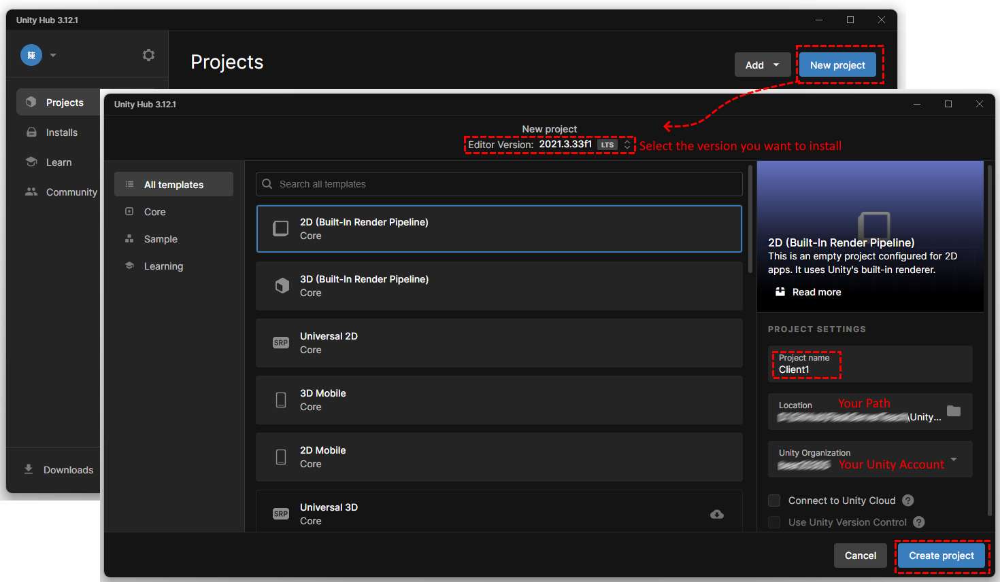 Unity Hub 3.12.1
陳
Projects
Add
New project
Projects
Installs
Learn
Community
Downloads
Unity Hub 3.12.1
New project
Editor Version: 2021.3.33f1 LTS
Select the version you want to install
All templates
Core
Sample
Learning
Search all templates
2D (Built-In Render Pipeline)
Core
3D (Built-In Render Pipeline)
Core
SRP
Universal 2D
Core
3D Mobile
Core
2D Mobile
Core
SRP
Universal 3D
Core
2D (Built-In Render Pipeline)
This is an empty project configured for 2D
apps. It uses Unity's built-in renderer.
Read more
PROJECT SETTINGS
Project name
Client1
Location
Your Path
\Unity...
Unity Organization
Your Unity Account
Connect to Unity Cloud ?
Use Unity Version Control ?
Cancel
Create project